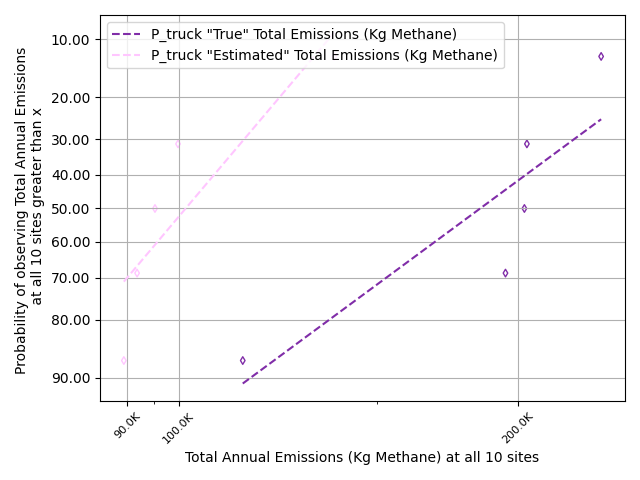 P_truck "True" Total Emissions (Kg Methane)
P_truck "Estimated" Total Emissions (Kg Methane)
Probability of observing Total Annual Emissions
at all 10 sites greater than x
10.00
20.00
30.00
40.00
50.00
60.00
70.00
80.00
90.00
90.0K
100.0K
200.0K
Total Annual Emissions (Kg Methane) at all 10 sites